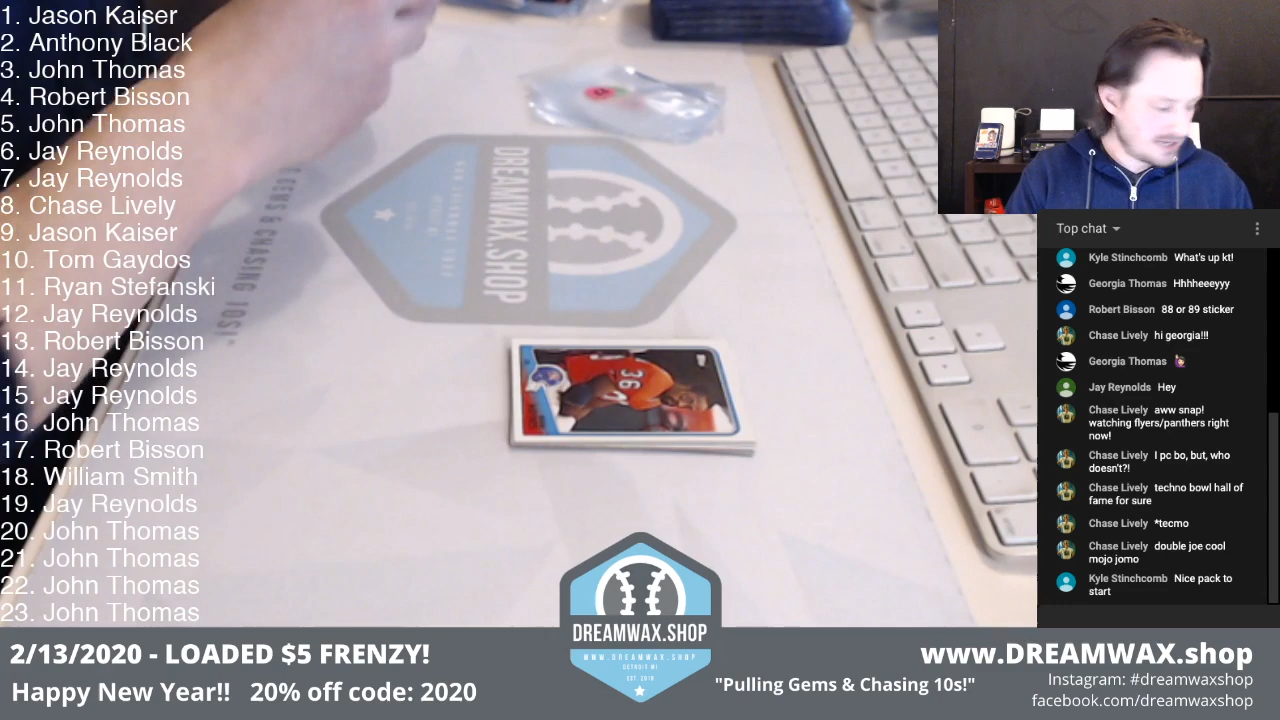 1. Jason Kaiser
2. Anthony Black
3. John Thomas
4. Robert Bisson
5. John Thomas
6. Jay Reynolds
7. Jay Reynolds
8. Chase Lively
9. Jason Kaiser
10. Tom Gaydos
11. Ryan Stefanski
12. Jay Reynolds
13. Robert Bisson
14. Jay Reynolds
15. Jay Reynolds
16. John Thomas
17. Robert Bisson
18. William Smith
19. Jay Reynolds
20. John Thomas
21. John Thomas
22. John Thomas
23. John Thomas
DREAMWAX.SHOP
GEMS & CHASING 10S!"
36
Top chat
Kyle Stinchcomb What's up kt!
Georgia Thomas Hhhheeeyyy
Robert Bisson 88 or 89 sticker
Chase Lively hi georgia!!!
Georgia Thomas
Jay Reynolds Hey
Chase Lively aww snap!
watching flyers/panthers right
now!
Chase Lively I pc bo, but, who
doesn't?!
Chase Lively techno bowl hall of
fame for sure
Chase Lively *tecmo
Chase Lively double joe cool
mojo jomo
Kyle Stinchcomb Nice pack to
start
2/13/2020 - LOADED $5 FRENZY!
Happy New Year!! 20% off code: 2020
DREAMWAX.SHOP
WWW.DREAMWAX.SHOP
DETROIT MI
EST. 2018
"Pulling Gems & Chasing 10s!"
www.DREAMWAX.shop
Instagram: #dreamwaxshop
facebook.com/dreamwaxshop